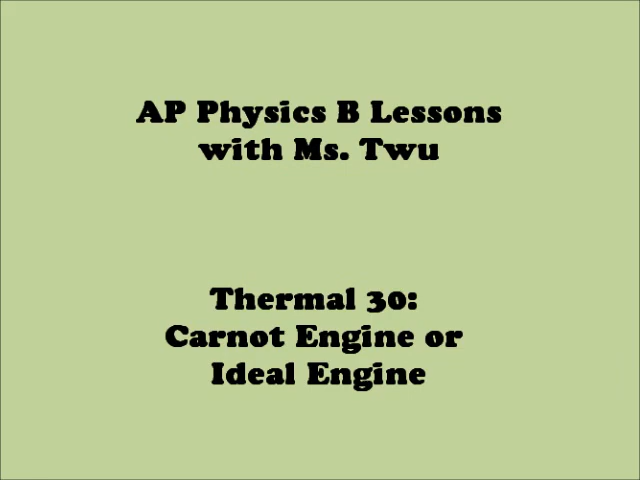 AP Physics B Lessons
with Ms. Twu
Thermal 30:
Carnot Engine or
Ideal Engine